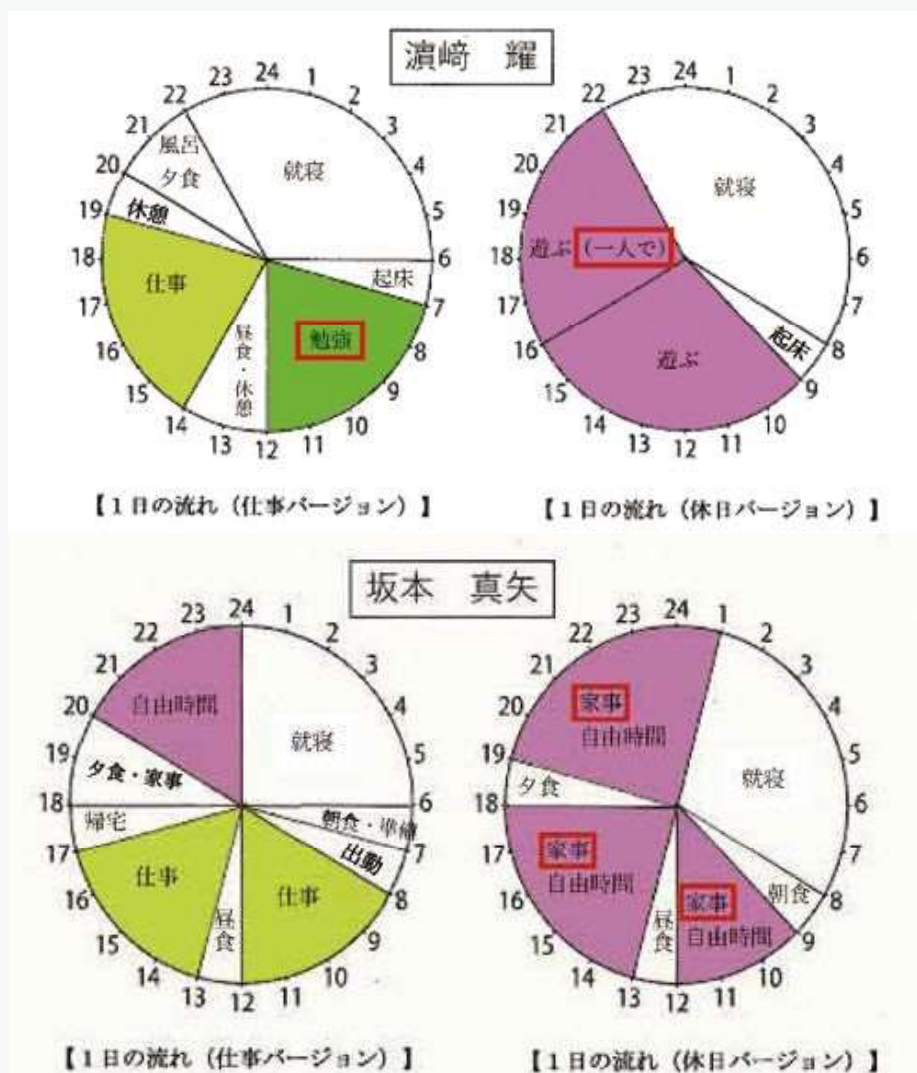 濵﨑 耀
24
1
2
3
4
5
6
7
8
9
10
11
12
13
14
15
16
17
18
19
20
21
22
23
就寝
起床
勉強
昼食・休憩
仕事
休憩
風呂
夕食
【1日の流れ(仕事バージョン)】
24
1
2
3
4
5
6
7
8
9
10
11
12
13
14
15
16
17
18
19
20
21
22
23
就寝
起床
遊ぶ
遊ぶ(一人で)
【1日の流れ(休日バージョン)】
坂本 真矢
24
1
2
3
4
5
6
7
8
9
10
11
12
13
14
15
16
17
18
19
20
21
22
23
就寝
朝食・準備
出勤
仕事
昼食
仕事
帰宅
夕食・家事
自由時間
【1日の流れ(仕事バージョン)】
24
1
2
3
4
5
6
7
8
9
10
11
12
13
14
15
16
17
18
19
20
21
22
23
就寝
朝食
家事
自由時間
昼食
家事
自由時間
夕食
家事
自由時間
【1日の流れ(休日バージョン)】